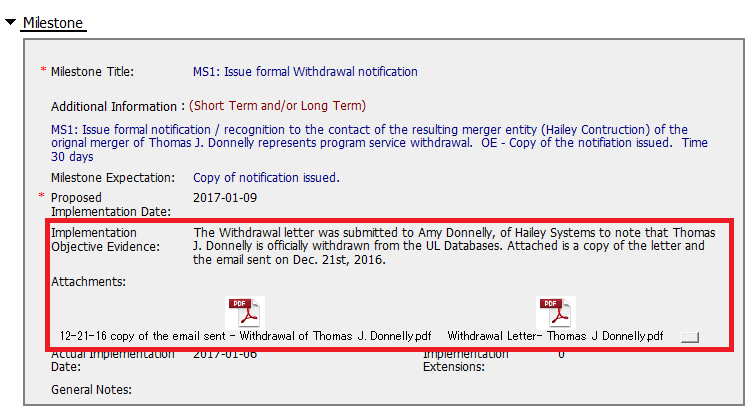 Milestone
* Milestone Title: MS1: Issue formal Withdrawal notification
Additional Information : (Short Term and/or Long Term)
MS1: Issue formal notification / recognition to the contact of the resulting merger entity (Hailey Contruction) of the
orignal merger of Thomas J. Donnelly represents program service withdrawal.  OE - Copy of the notifiation issued.  Time
30 days
Milestone Expectation: Copy of notification issued.
* Proposed 2017-01-09
Implementation Date:
Implementation The Withdrawal letter was submitted to Amy Donnelly, of Hailey Systems to note that Thomas
Objective Evidence: J. Donnelly is officially withdrawn from the UL Databases. Attached is a copy of the letter and
the email sent on Dec. 21st, 2016.
Attachments:
PDF PDF
12-21-16 copy of the email sent - Withdrawal of Thomas J. Donnelly.pdf Withdrawal Letter- Thomas J Donnelly.pdf
Actual Implementation 2017-01-06 Implementation 0
Date: Extensions:
General Notes: